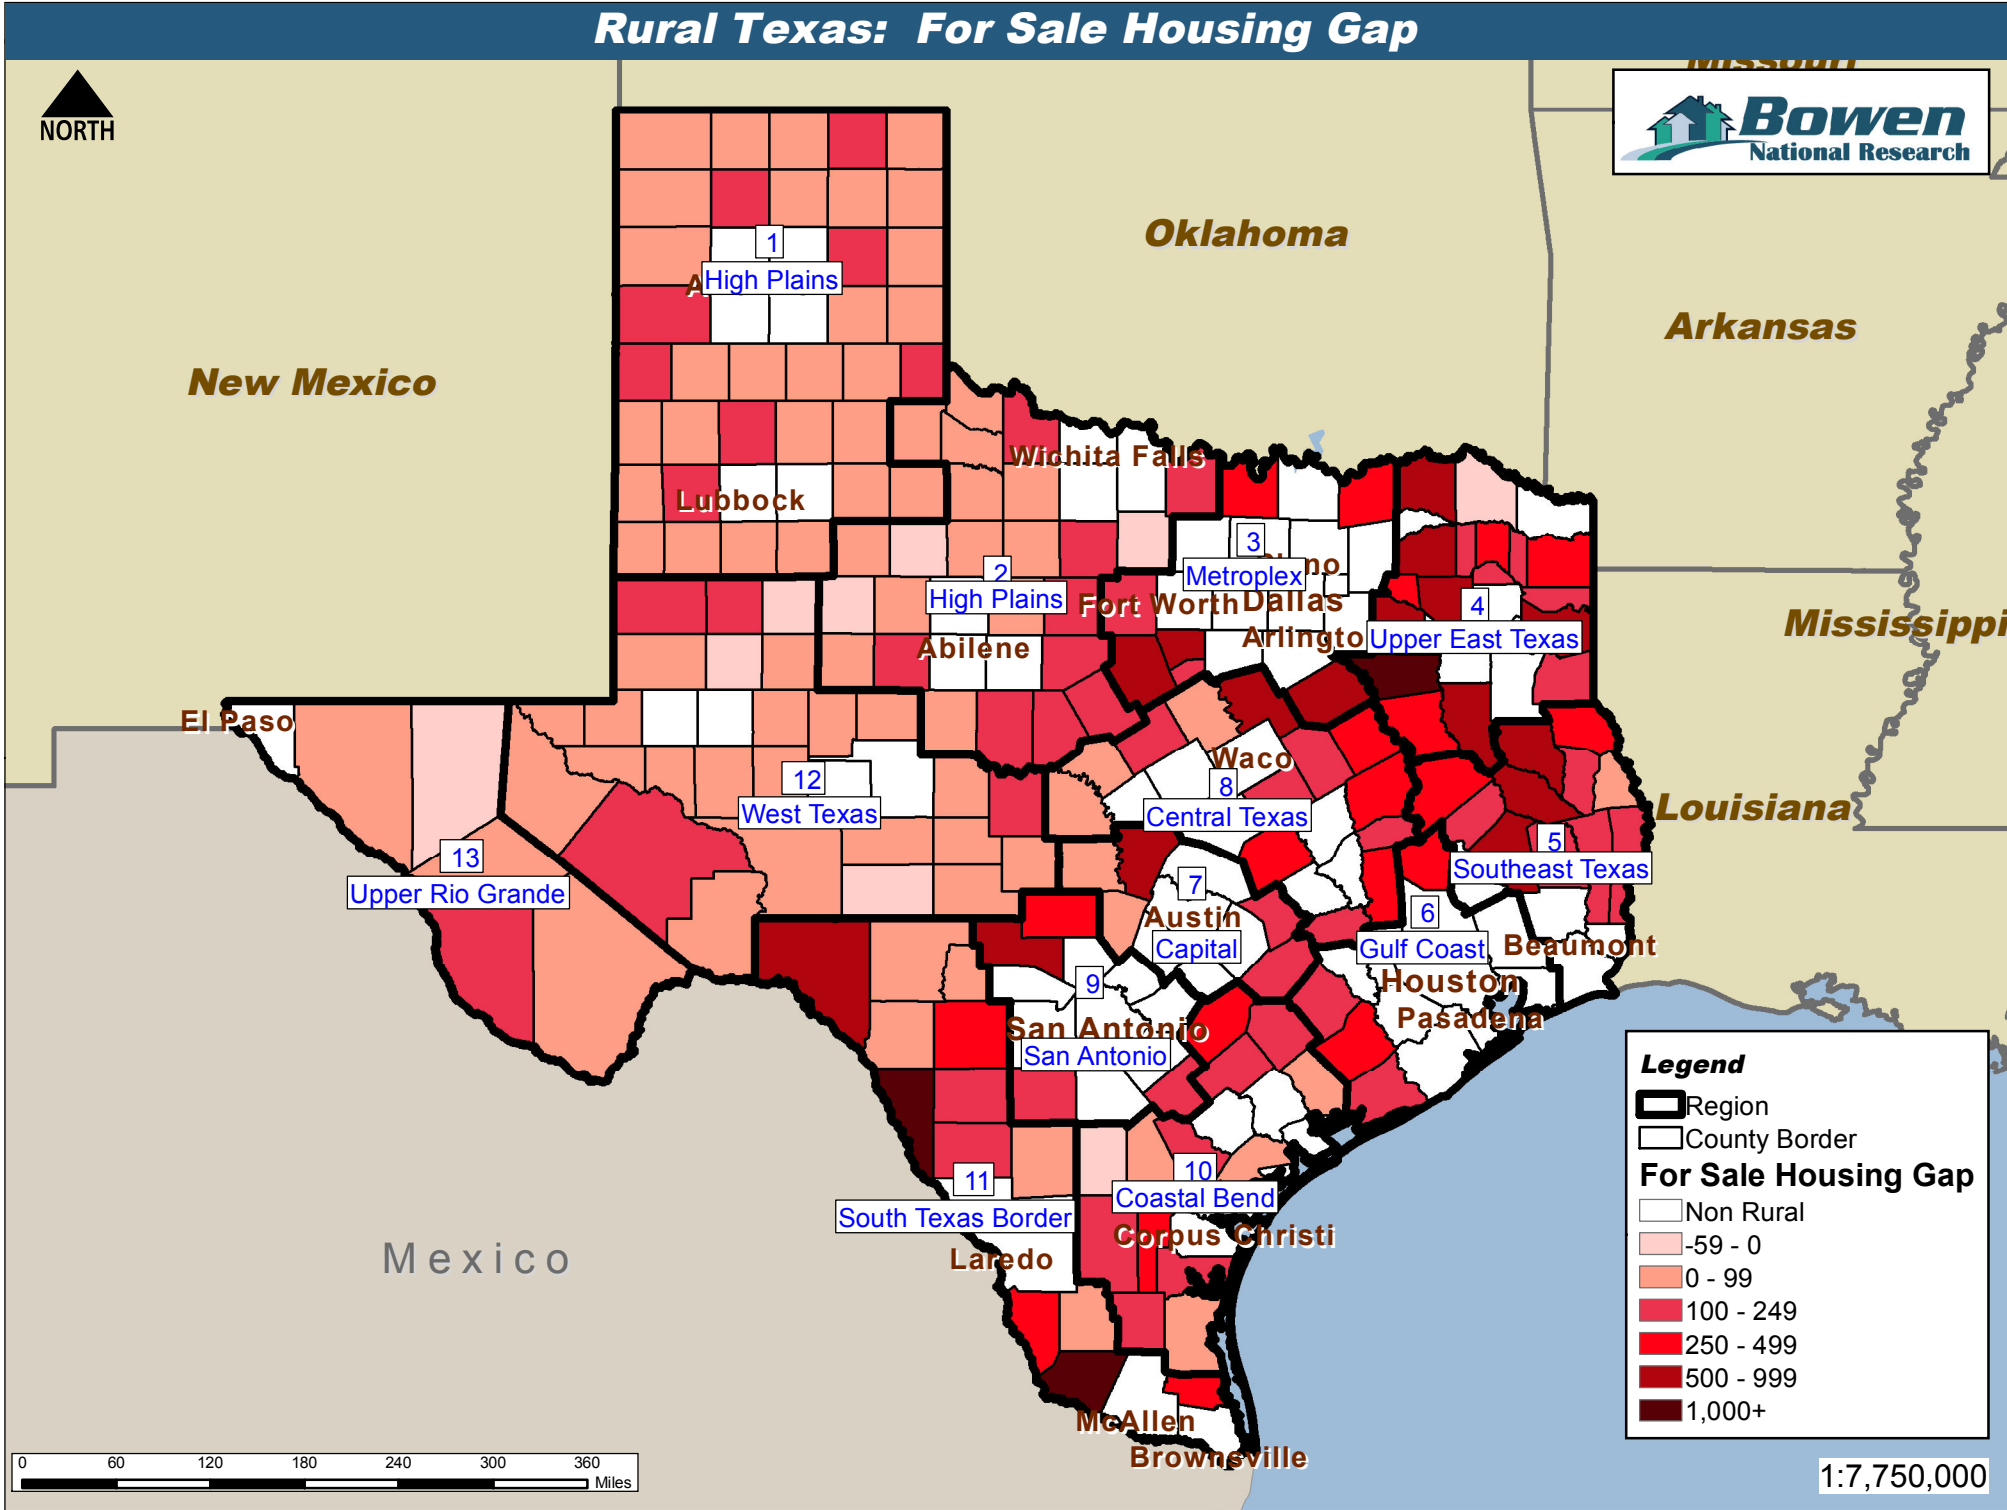 Rural Texas: For Sale Housing Gap
NORTH
Bowen
National Research
Oklahoma
Arkansas
New Mexico
Mississippi
Louisiana
Mexico
1
High Plains
Lubbock
Wichita Falls
2
High Plains
Abilene
3
Metroplex
Fort Worth
Dallas
Arlingto
4
Upper East Texas
El Paso
12
West Texas
Waco
8
Central Texas
5
Southeast Texas
13
Upper Rio Grande
7
Austin
Capital
6
Gulf Coast
Beaumont
Houston
Pasadena
9
San Antonio
San Antonio
11
South Texas Border
Laredo
10
Coastal Bend
Corpus Christi
McAllen
Brownsville
Legend
Region
County Border
For Sale Housing Gap
Non Rural
-59 - 0
0 - 99
100 - 249
250 - 499
500 - 999
1,000+
0 60 120 180 240 300 360
Miles
1:7,750,000